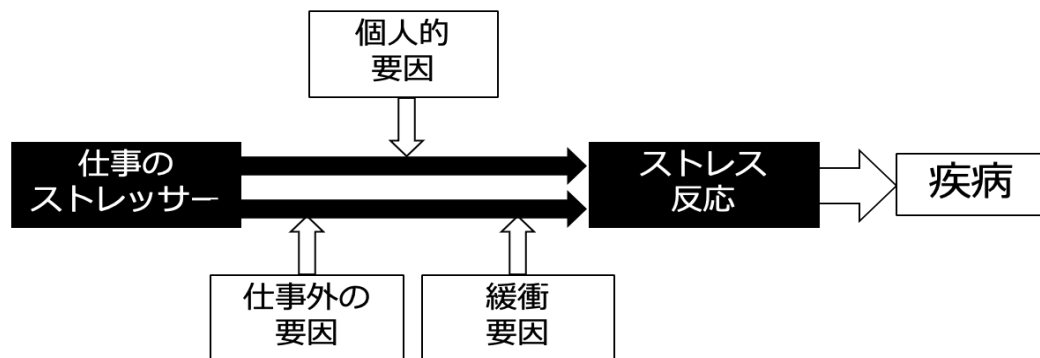 個人的
要因
仕事の
ストレッサー
ストレス
反応
疾病
仕事外の
要因
緩衝
要因